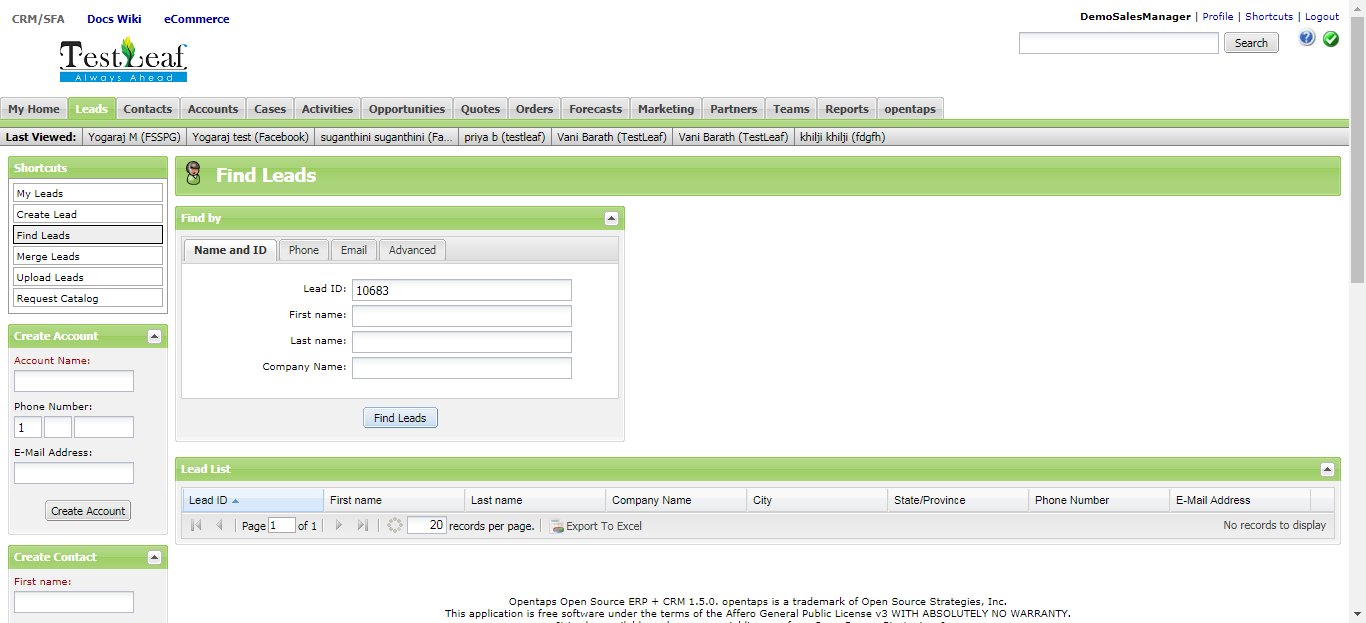 CRM/SFA Docs Wiki eCommerce
DemoSalesManager | Profile | Shortcuts | Logout
TestLeaf
Always Ahead
Search
My Home Leads Contacts Accounts Cases Activities Opportunities Quotes Orders Forecasts Marketing Partners Teams Reports opentaps
Last Viewed: Yogaraj M (FSSPG) Yogaraj test (Facebook) suganthini suganthini (Fa... priya b (testleaf) Vani Barath (TestLeaf) Vani Barath (TestLeaf) khilji khilji (fdgfh)
Shortcuts
My Leads
Create Lead
Find Leads
Merge Leads
Upload Leads
Request Catalog
Create Account
Account Name:
Phone Number:
1
E-Mail Address:
Create Account
Create Contact
First name:
Find Leads
Find by
Name and ID Phone Email Advanced
Lead ID: 10683
First name:
Last name:
Company Name:
Find Leads
Lead List
Lead ID First name Last name Company Name City State/Province Phone Number E-Mail Address
Page 1 of 1 20 records per page. Export To Excel No records to display
Opentaps Open Source ERP + CRM 1.5.0. opentaps is a trademark of Open Source Strategies, Inc.
This application is free software under the terms of the Affero General Public License v3 WITH ABSOLUTELY NO WARRANTY.